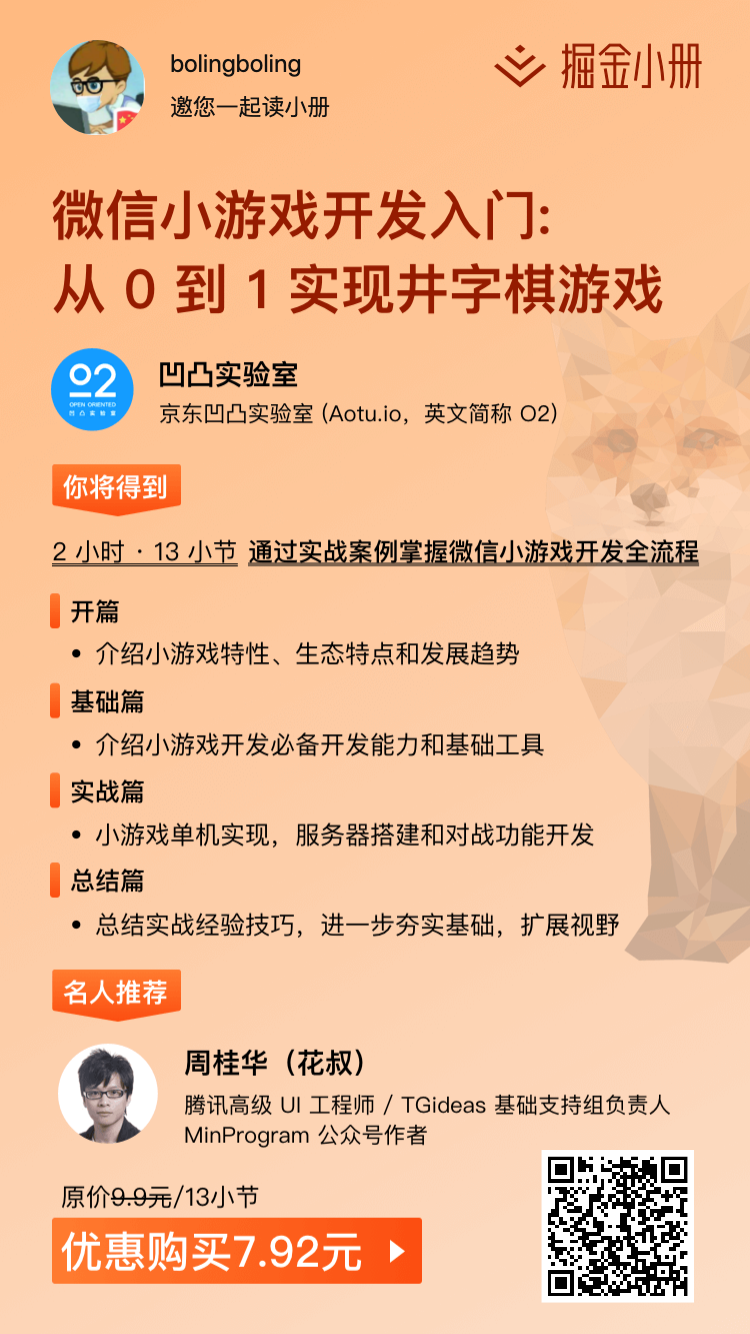 bolingboling
邀您一起读小册
掘金小册
微信小游戏开发入门:
从 0 到 1 实现井字棋游戏
O2
OPEN ORIENTED
凹凸实验室
凹凸实验室
京东凹凸实验室 (Aotu.io，英文简称 O2)
你将得到
2 小时 · 13 小节 通过实战案例掌握微信小游戏开发全流程
开篇
• 介绍小游戏特性、生态特点和发展趋势
基础篇
• 介绍小游戏开发必备开发能力和基础工具
实战篇
• 小游戏单机实现，服务器搭建和对战功能开发
总结篇
• 总结实战经验技巧，进一步夯实基础，扩展视野
名人推荐
周桂华（花叔）
腾讯高级 UI 工程师 / TGideas 基础支持组负责人
MinProgram 公众号作者
原价9.9元/13小节
优惠购买7.92元